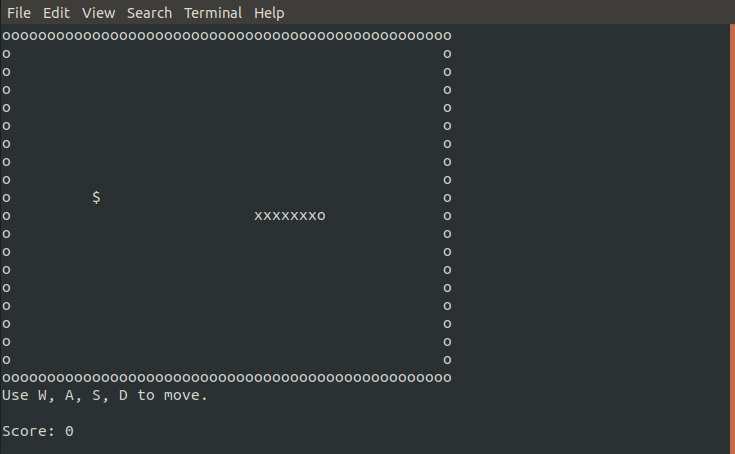 File Edit View Search Terminal Help
oooooooooooooooooooooooooooooooooooooooooooooooooo
o                                                o
o                                                o
o                                                o
o                                                o
o                                                o
o                                                o
o                                                o
o                                                o
o         $                                      o
o                           xxxxxxxo             o
o                                                o
o                                                o
o                                                o
o                                                o
o                                                o
o                                                o
o                                                o
o                                                o
oooooooooooooooooooooooooooooooooooooooooooooooooo
Use W, A, S, D to move.
Score: 0